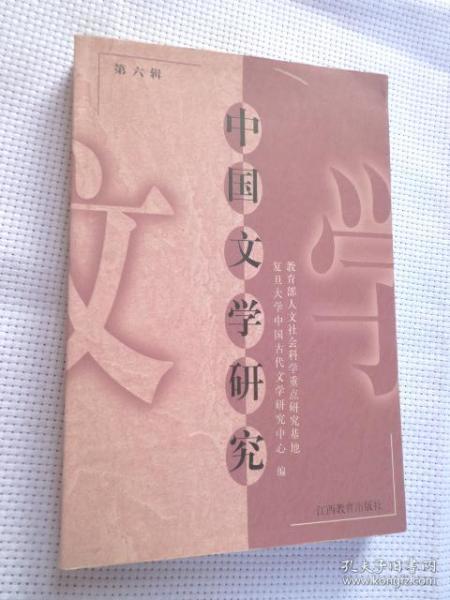 第六辑
中国文学研究
教育部人文社会科学重点研究基地
复旦大学中国古代文学研究中心 编
文
学
江西教育出版社
孔夫子旧书网
kongfz.com